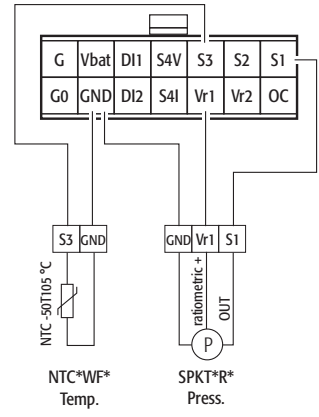 G Vbat DI1 S4V S3 S2 S1
G0 GND DI2 S4I Vr1 Vr2 OC
S3 GND
GND Vr1 S1
NTC -50T105 °C
ratiometric +
OUT
P
NTC*WF*
Temp.
SPKT*R*
Press.